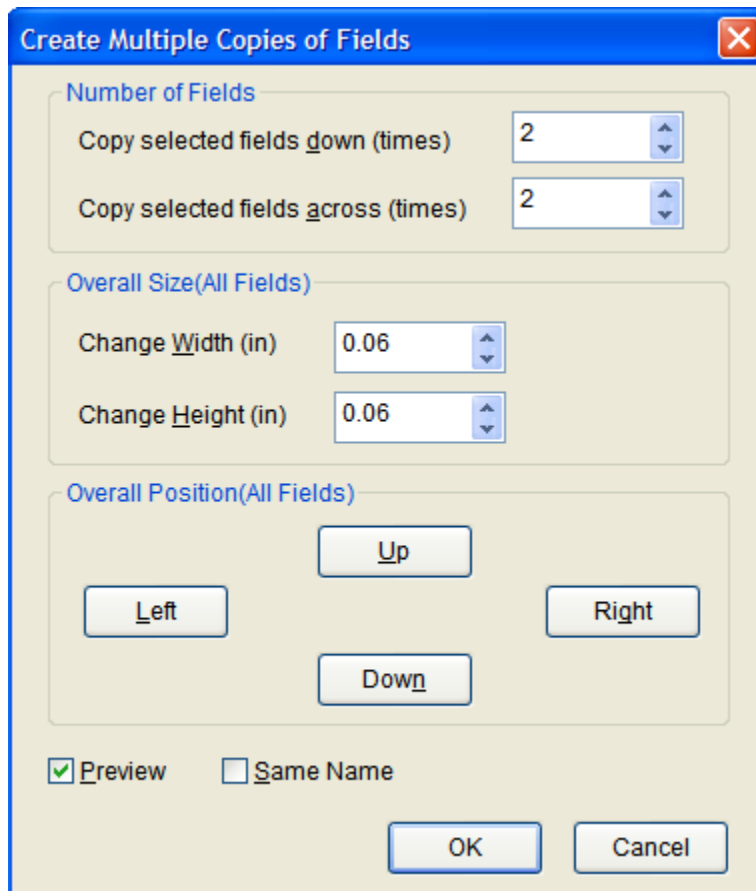 Create Multiple Copies of Fields
Number of Fields
Copy selected fields down (times) 2
Copy selected fields across (times) 2
Overall Size(All Fields)
Change Width (in) 0.06
Change Height (in) 0.06
Overall Position(All Fields)
Up
Left Right
Down
Preview Same Name
OK Cancel